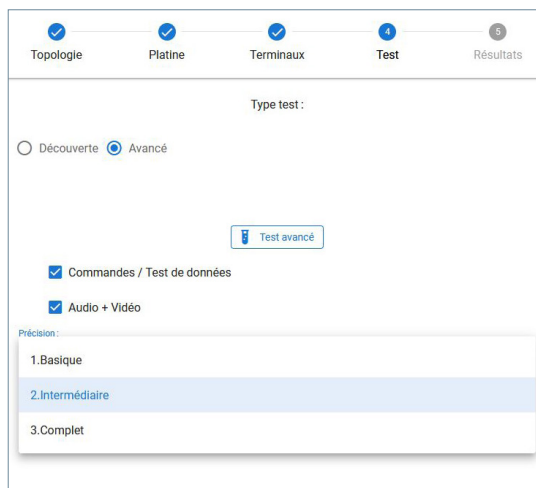 4
5
Topologie Platine Terminaux Test Résultats
Type test :
Découverte Avancé
Test avancé
Commandes / Test de données
Audio + Vidéo
Précision :
1.Basique
2.Intermédiaire
3.Complet